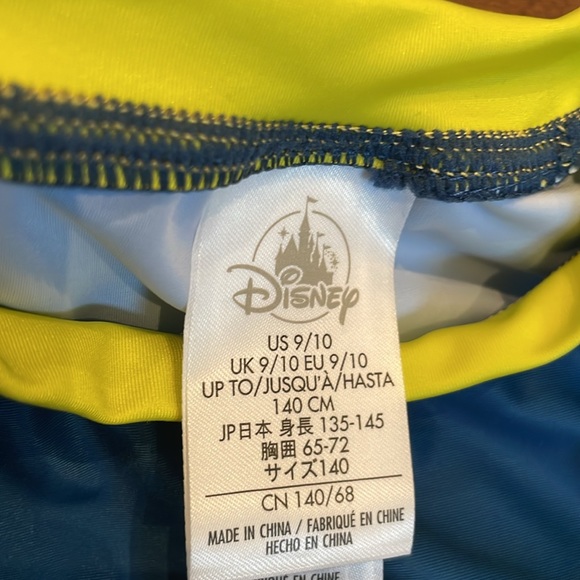 Disney
US 9/10
UK 9/10 EU 9/10
UP TO/JUSQU'À/HASTA
140 CM
JP日本 身長 135-145
胸囲 65-72
サイズ140
CN 140/68
MADE IN CHINA / FABRIQUÉ EN CHINE
HECHO EN CHINA
EN CHINE